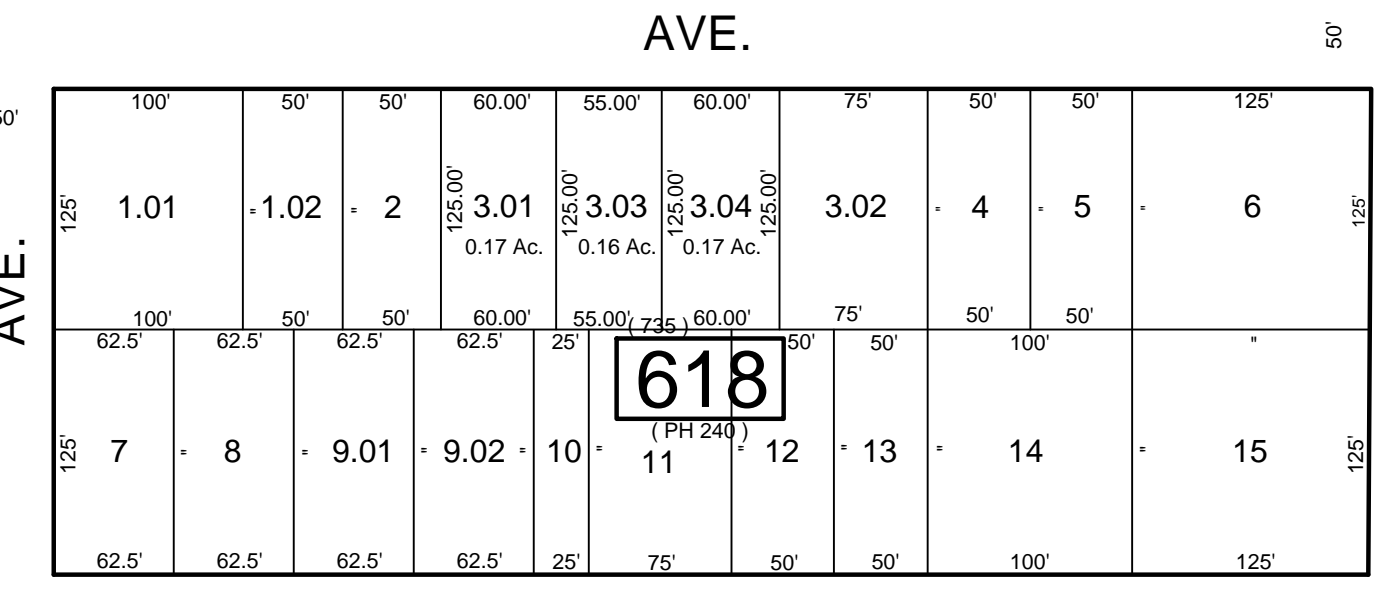 AVE.
50'
50'
AVE.
100' 50' 50' 60.00' 55.00' 60.00' 75' 50' 50' 125'
125' 1.01 " 1.02 " 2 125.00' 3.01 125.00' 3.03 125.00' 3.04 125.00' 3.02 " 4 " 5 " 6 125'
0.17 Ac. 0.16 Ac. 0.17 Ac.
100' 50' 50' 60.00' 55.00' 60.00' 75' 50' 50'
( 735 )
62.5' 62.5' 62.5' 62.5' 25' 50' 50' 100' "
618
( PH 240 )
125' 7 " 8 " 9.01 " 9.02 " 10 " 11 " 12 " 13 " 14 " 15 125'
62.5' 62.5' 62.5' 62.5' 25' 75' 50' 50' 100' 125'